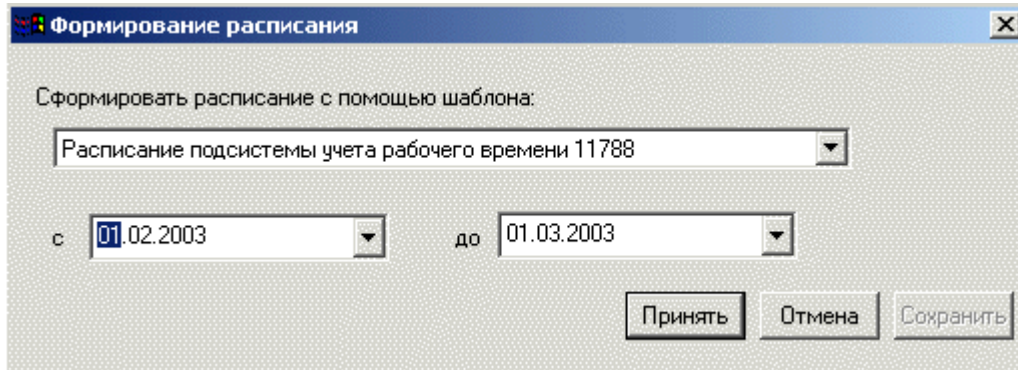 Формирование расписания
Сформировать расписание с помощью шаблона:
Расписание подсистемы учета рабочего времени 11788
с 01.02.2003 до 01.03.2003
Принять Отмена Сохранить